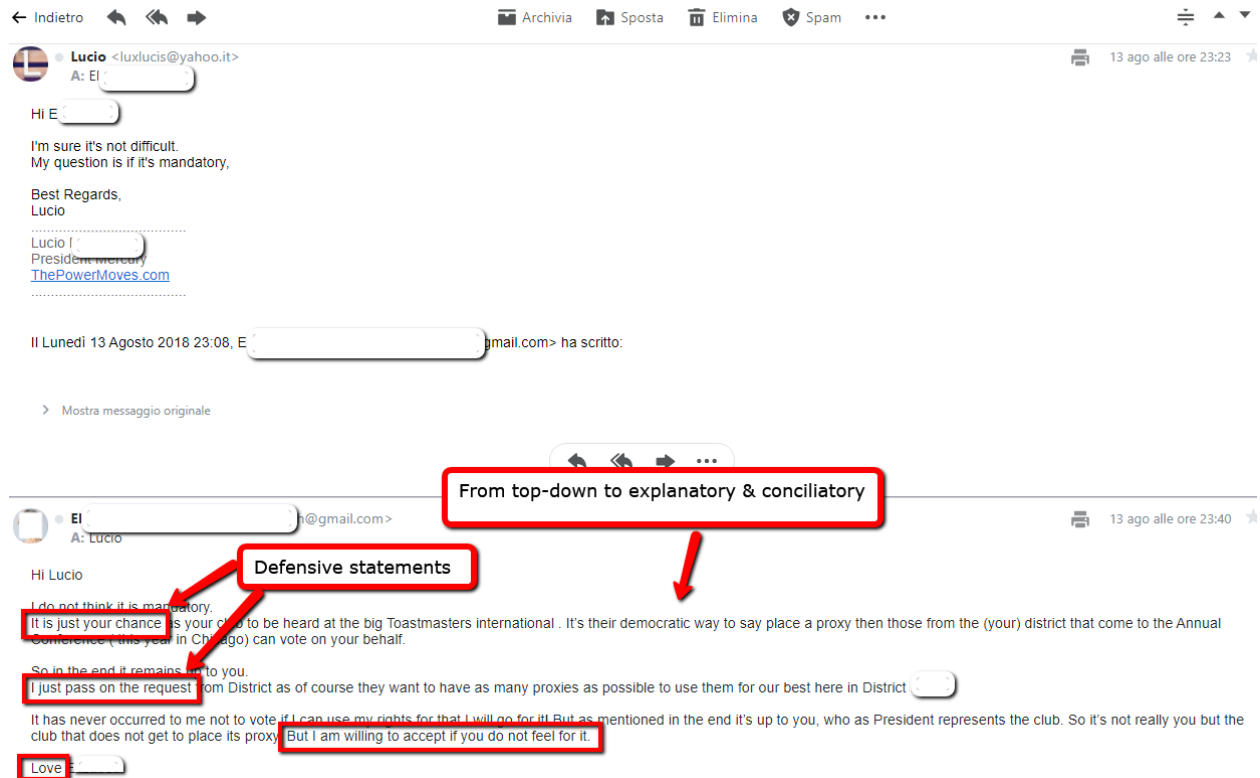 Indietro Archivia Sposta Elimina Spam
Lucio <luxlucis@yahoo.it> 13 ago alle ore 23:23
A: El
Hi E
I'm sure it's not difficult.
My question is if it's mandatory,
Best Regards,
Lucio
Lucio
President Mercury
ThePowerMoves.com
Il Lunedì 13 Agosto 2018 23:08, E gmail.com> ha scritto:
Mostra messaggio originale
From top-down to explanatory & conciliatory
El h@gmail.com> 13 ago alle ore 23:40
A: Lucio
Defensive statements
Hi Lucio
I do not think it is mandatory.
It is just your chance as your club to be heard at the big Toastmasters international . It's their democratic way to say place a proxy then those from the (your) district that come to the Annual
Conference ( this year in Chicago) can vote on your behalf.
So in the end it remains up to you.
I just pass on the request from District as of course they want to have as many proxies as possible to use them for our best here in District
It has never occurred to me not to vote if I can use my rights for that I will go for it! But as mentioned in the end it's up to you, who as President represents the club. So it's not really you but the
club that does not get to place its proxy But I am willing to accept if you do not feel for it.
Love E